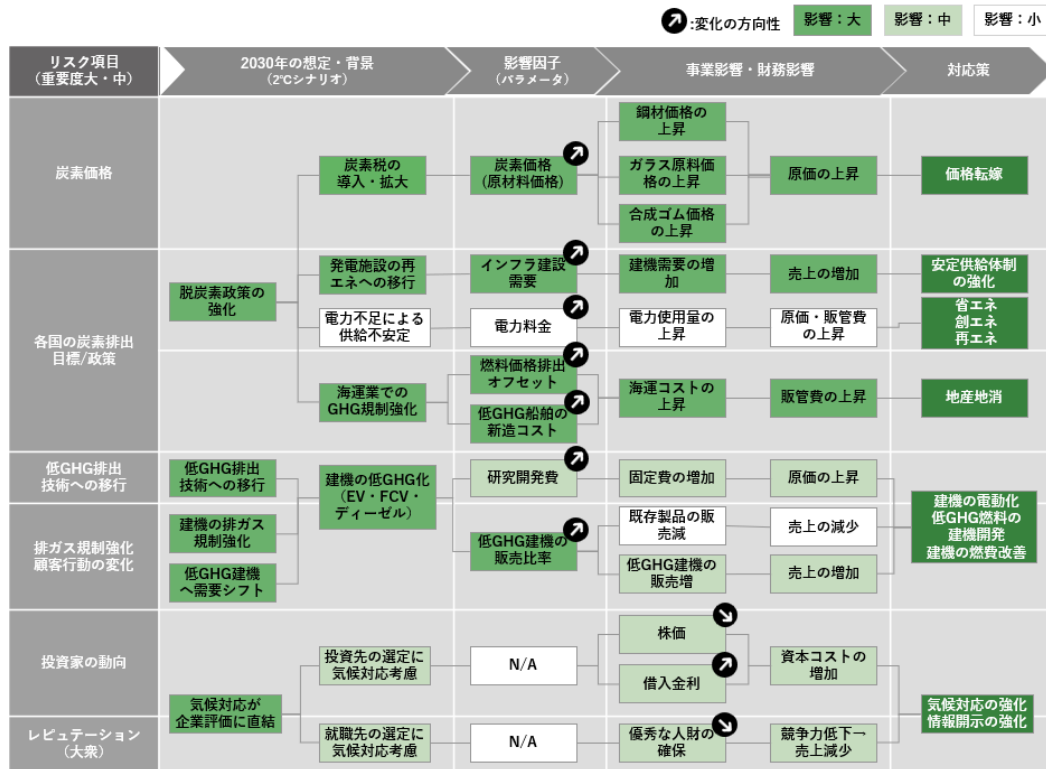 :変化の方向性
影響：大
影響：中
影響：小
リスク項目
（重要度大・中）
2030年の想定・背景
（2℃シナリオ）
影響因子
（パラメータ）
事業影響・財務影響
対応策
炭素価格
炭素税の
導入・拡大
炭素価格
(原材料価格)
鋼材価格の
上昇
ガラス原料価
格の上昇
合成ゴム価格
の上昇
原価の上昇
価格転嫁
各国の炭素排出
目標/政策
脱炭素政策の
強化
発電施設の再
エネへの移行
インフラ建設
需要
建機需要の増
加
売上の増加
安定供給体制
の強化
電力不足による
供給不安定
電力料金
電力使用量の
上昇
原価・販管費
の上昇
省エネ
創エネ
再エネ
海運業での
GHG規制強化
燃料価格排出
オフセット
低GHG船舶の
新造コスト
海運コストの
上昇
販管費の上昇
地産地消
低GHG排出
技術への移行
低GHG排出
技術への移行
建機の低GHG化
（EV・FCV・
ディーゼル）
研究開発費
固定費の増加
原価の上昇
排ガス規制強化
顧客行動の変化
建機の排ガス
規制強化
低GHG建機
へ需要シフト
低GHG建機の
販売比率
既存製品の販
売減
売上の減少
低GHG建機の
販売増
売上の増加
建機の電動化
低GHG燃料の
建機開発
建機の燃費改善
投資家の動向
気候対応が
企業評価に直結
投資先の選定に
気候対応考慮
N/A
株価
借入金利
資本コストの
増加
気候対応の強化
情報開示の強化
レピュテーション
（大衆）
就職先の選定に
気候対応考慮
N/A
優秀な人財の
確保
競争力低下→
売上減少